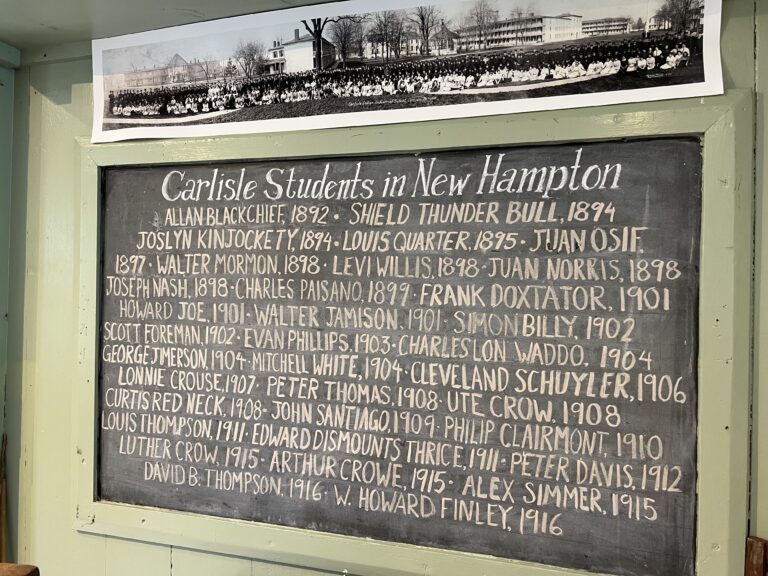 Carlisle Students in New Hampton
ALLAN BLACKCHIEF, 1892 · SHIELD THUNDER BULL, 1894
JOSLYN KINJOCKETY, 1894 · LOUIS QUARTER, 1895 · JUAN OSIF,
1897 · WALTER MORMON, 1898 · LEVI WILLIS, 1898 · JUAN NORRIS, 1898
JOSEPH NASH, 1898 · CHARLES PAISANO, 1899 · FRANK DOXTATOR, 1901
HOWARD JOE, 1901 · WALTER JAMISON, 1901 · SIMON BILLY, 1902
SCOTT FOREMAN, 1902 · EVAN PHILLIPS, 1903 · CHARLES LON WADDO, 1904
GEORGE JIMERSON, 1904 · MITCHELL WHITE, 1904 · CLEVELAND SCHUYLER, 1906
LONNIE CROUSE, 1907 · PETER THOMAS, 1908 · UTE CROW, 1908
CURTIS RED NECK, 1908 · JOHN SANTIAGO, 1909 · PHILIP CLAIRMONT, 1910
LOUIS THOMPSON, 1911 · EDWARD DISMOUNTS THRICE, 1911 · PETER DAVIS, 1912
LUTHER CROW, 1915 · ARTHUR CROWE, 1915 · ALEX SIMMER, 1915
DAVID B. THOMPSON, 1916 · W. HOWARD FINLEY, 1916